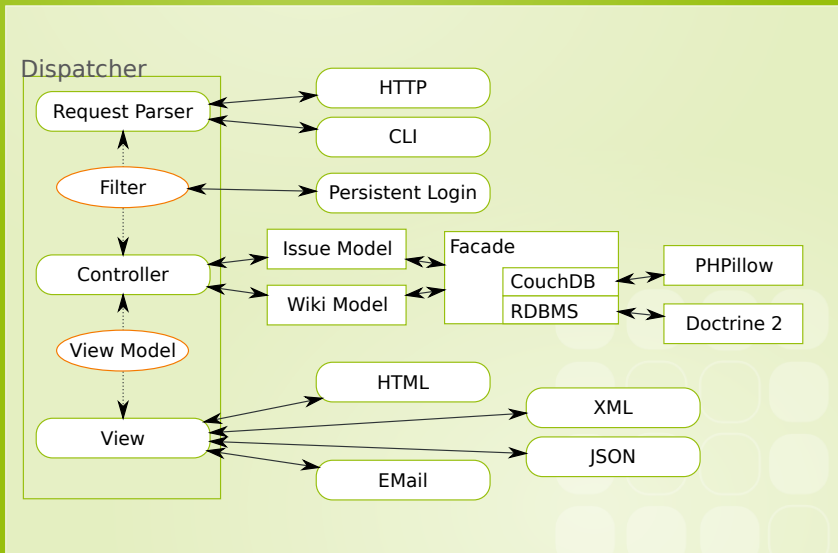 Dispatcher
Request Parser
HTTP
CLI
Filter
Persistent Login
Controller
Issue Model
Wiki Model
Facade
CouchDB
RDBMS
PHPillow
Doctrine 2
View Model
View
HTML
XML
JSON
EMail